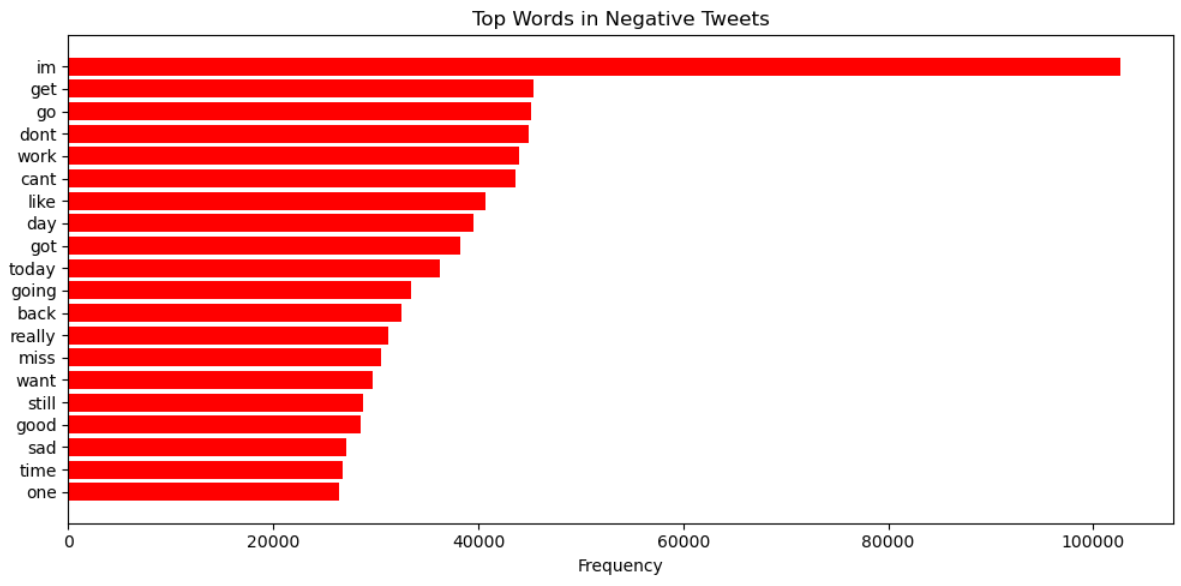 Top Words in Negative Tweets
im
get
go
dont
work
cant
like
day
got
today
going
back
really
miss
want
still
good
sad
time
one
0 20000 40000 60000 80000 100000
Frequency